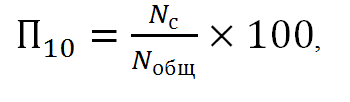 П₁₀ = N_с / N_общ × 100,